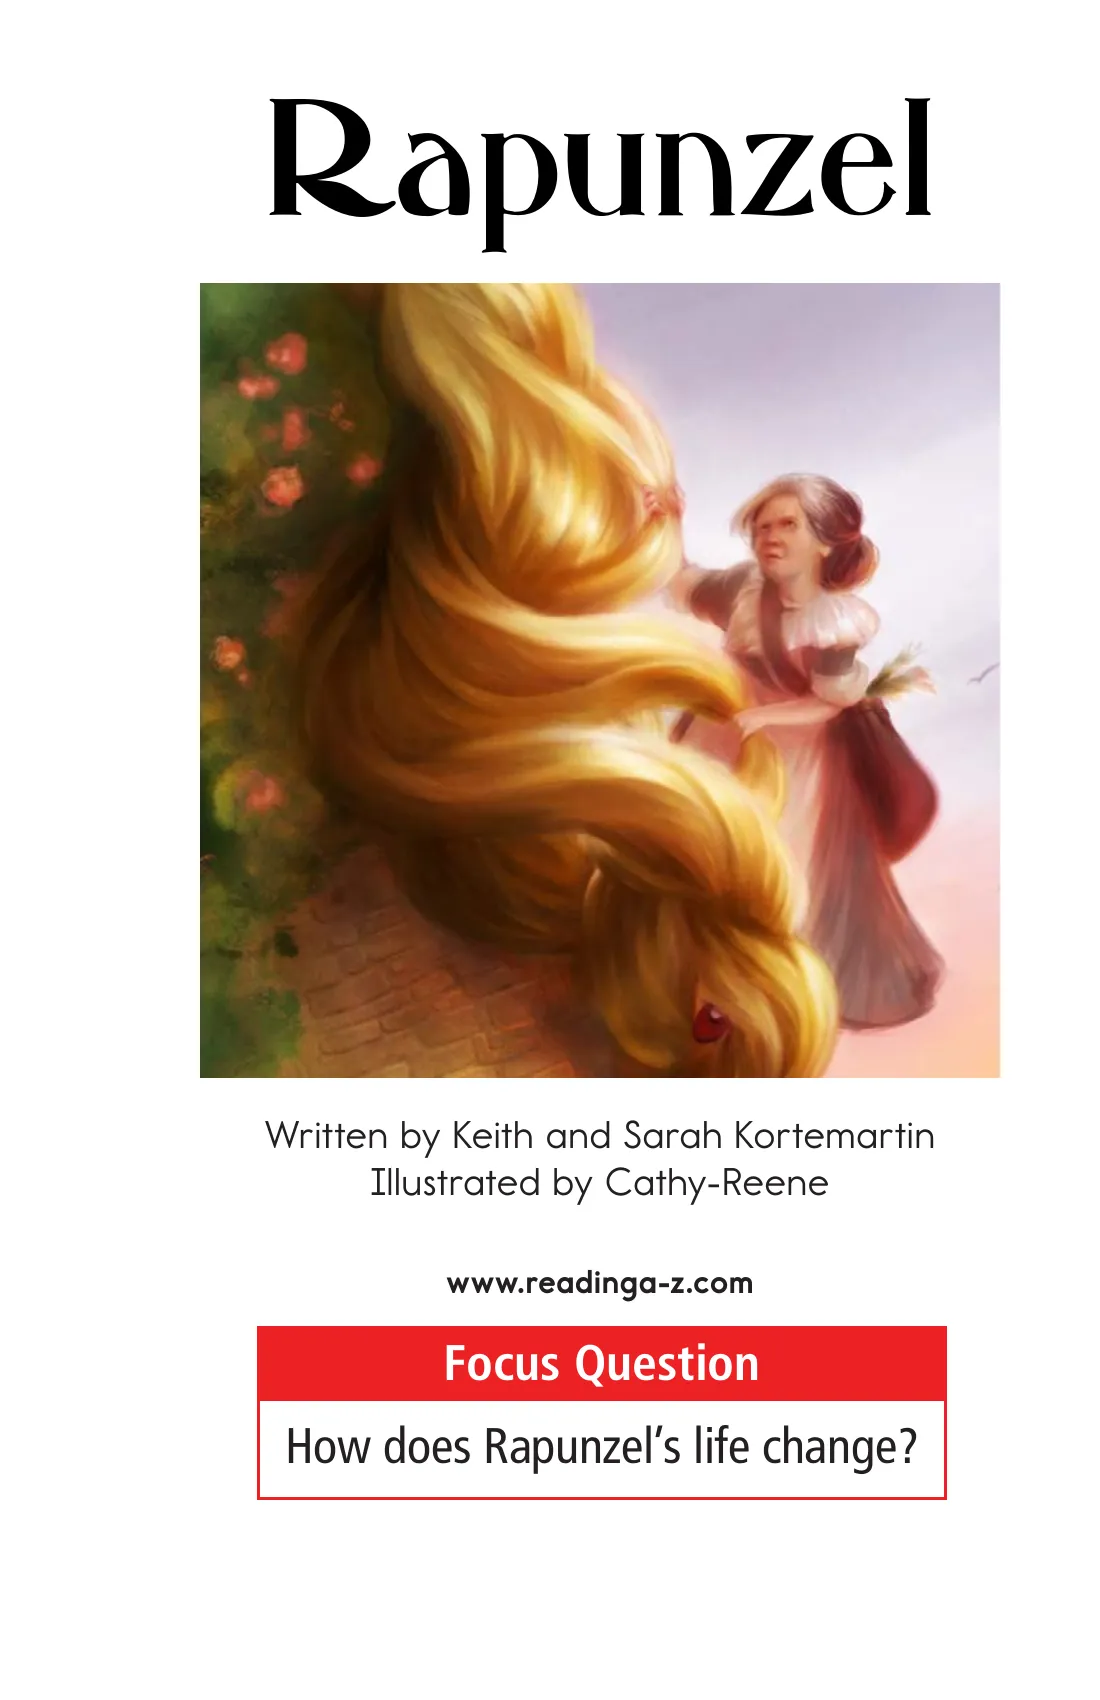 Rapunzel
Written by Keith and Sarah Kortemartin
Illustrated by Cathy-Reene
www.readinga-z.com
Focus Question
How does Rapunzel’s life change?